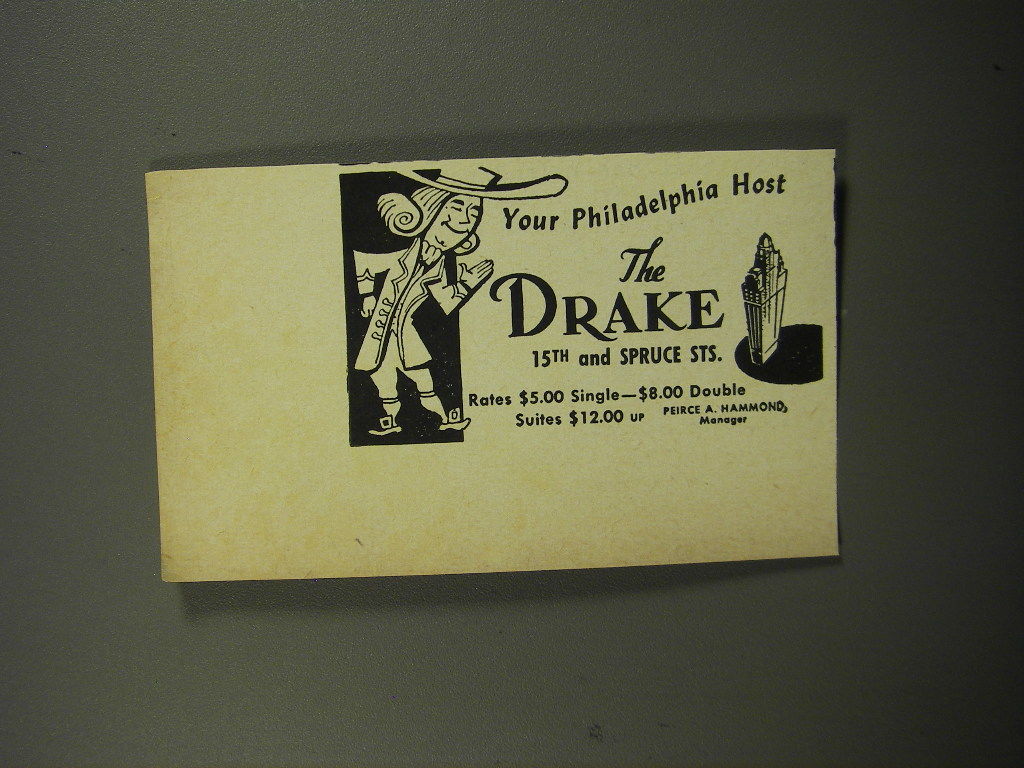 Your Philadelphia Host
The
DRAKE
15TH and SPRUCE STS.
Rates $5.00 Single—$8.00 Double
Suites $12.00 UP PEIRCE A. HAMMOND,
Manager